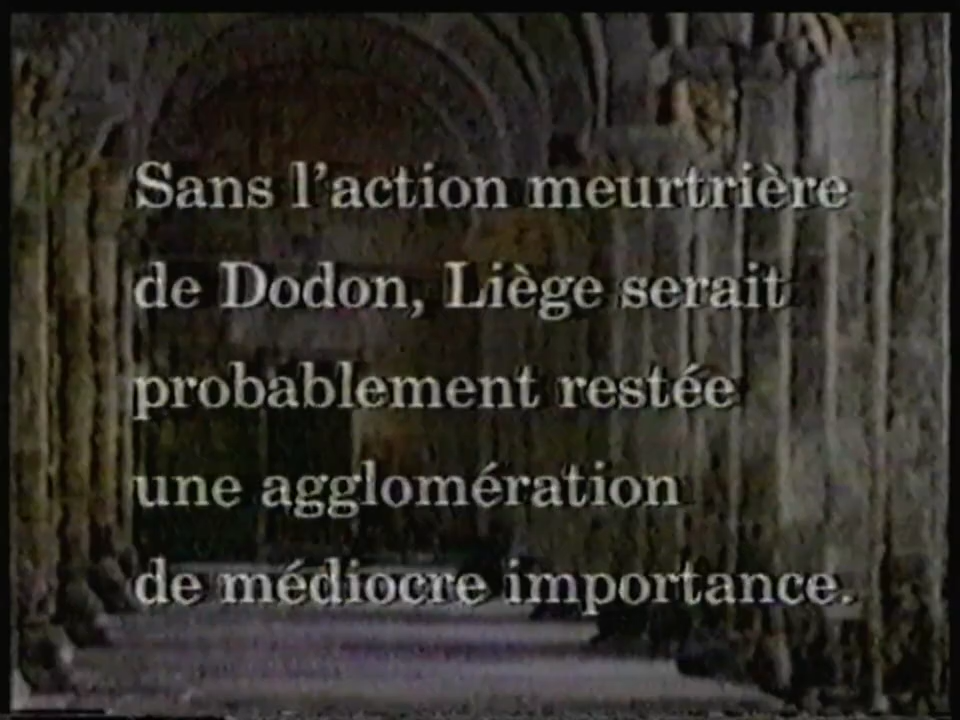 Sans l'action meurtrière
de Dodon, Liège serait
probablement restée
une agglomération
de médiocre importance.